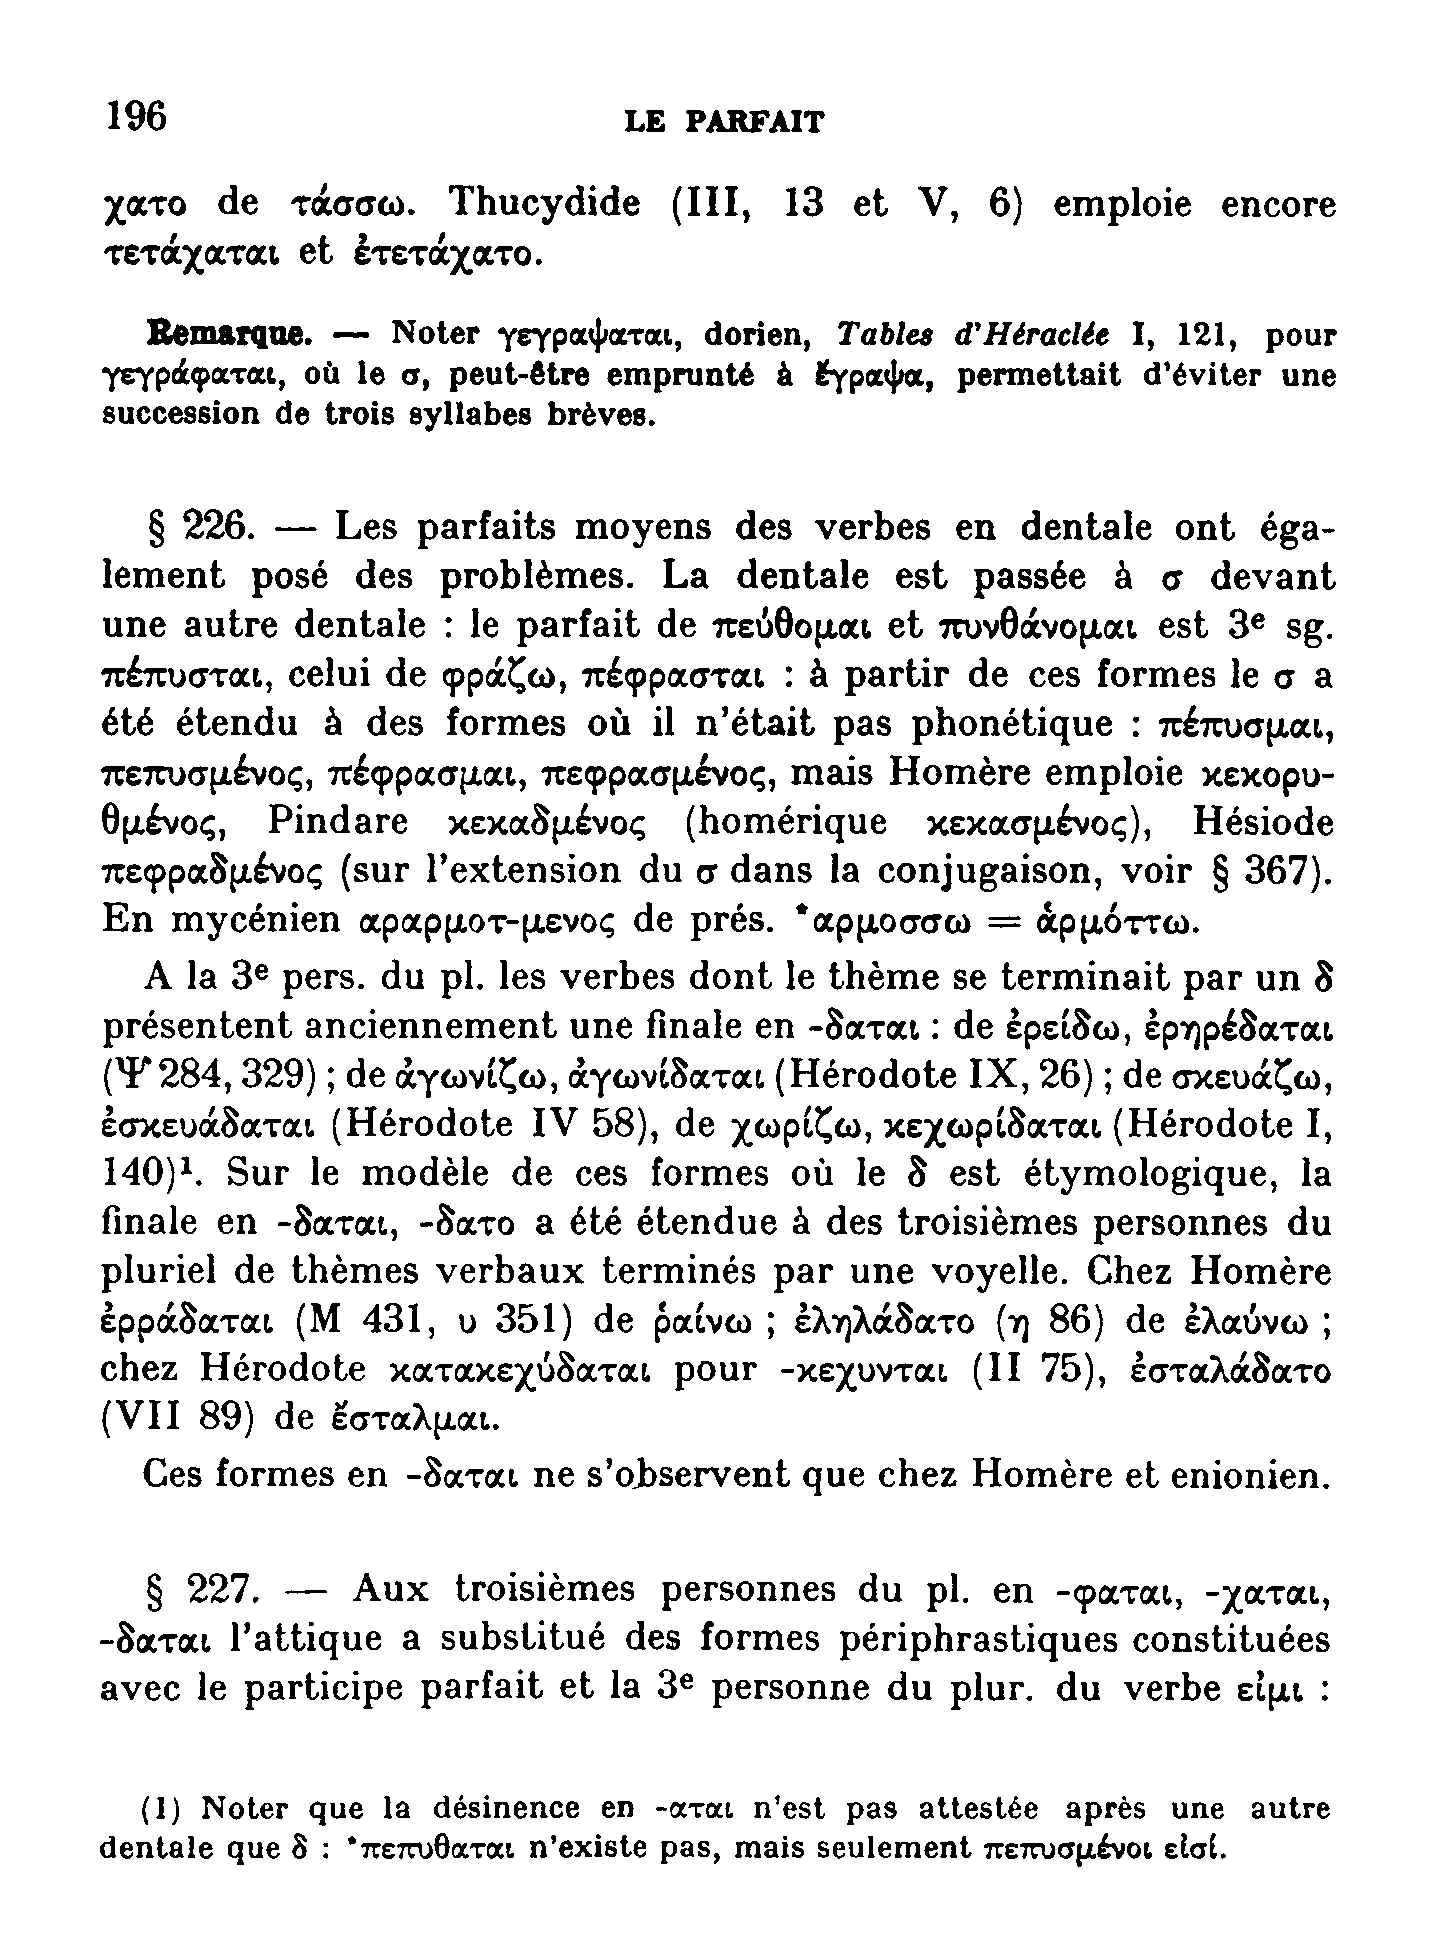 196
LE PARFAIT
χατο de τάσσω. Thucydide (III, 13 et V, 6) emploie encore
τετάχαται et ἐτετάχατο.
Remarque. — Noter γεγραψαται, dorien, Tables d'Héraclée I, 121, pour
γεγράφαται, où le σ, peut-être emprunté à ἔγραψα, permettait d'éviter une
succession de trois syllabes brèves.
§ 226. — Les parfaits moyens des verbes en dentale ont éga-
lement posé des problèmes. La dentale est passée à σ devant
une autre dentale : le parfait de πεύθομαι et πυνθάνομαι est 3e sg.
πέπυσται, celui de φράζω, πέφρασται : à partir de ces formes le σ a
été étendu à des formes où il n'était pas phonétique : πέπυσμαι,
πεπυσμένος, πέφρασμαι, πεφρασμένος, mais Homère emploie κεκορυ-
θμένος, Pindare κεκαδμένος (homérique κεκασμένος), Hésiode
πεφραδμένος (sur l'extension du σ dans la conjugaison, voir § 367).
En mycénien αραρμοτ-μενος de prés. *αρμοσσω = ἁρμόττω.
A la 3e pers. du pl. les verbes dont le thème se terminait par un δ
présentent anciennement une finale en -δαται : de ἐρείδω, ἐρηρέδαται
(Ψ 284, 329) ; de ἀγωνίζω, ἀγωνίδαται (Hérodote IX, 26) ; de σκευάζω,
ἐσκευάδαται (Hérodote IV 58), de χωρίζω, κεχωρίδαται (Hérodote I,
140)¹. Sur le modèle de ces formes où le δ est étymologique, la
finale en -δαται, -δατο a été étendue à des troisièmes personnes du
pluriel de thèmes verbaux terminés par une voyelle. Chez Homère
ἐρράδαται (M 431, υ 351) de ῥαίνω ; ἐληλάδατο (η 86) de ἐλαύνω ;
chez Hérodote κατακεχύδαται pour -κεχυνται (II 75), ἐσταλάδατο
(VII 89) de ἔσταλμαι.
Ces formes en -δαται ne s'observent que chez Homère et enionien.
§ 227. — Aux troisièmes personnes du pl. en -φαται, -χαται,
-δαται l'attique a substitué des formes périphrastiques constituées
avec le participe parfait et la 3e personne du plur. du verbe εἰμι :
(1) Noter que la désinence en -αται n'est pas attestée après une autre
dentale que δ : *πεπυθαται n'existe pas, mais seulement πεπυσμένοι εἰσί.